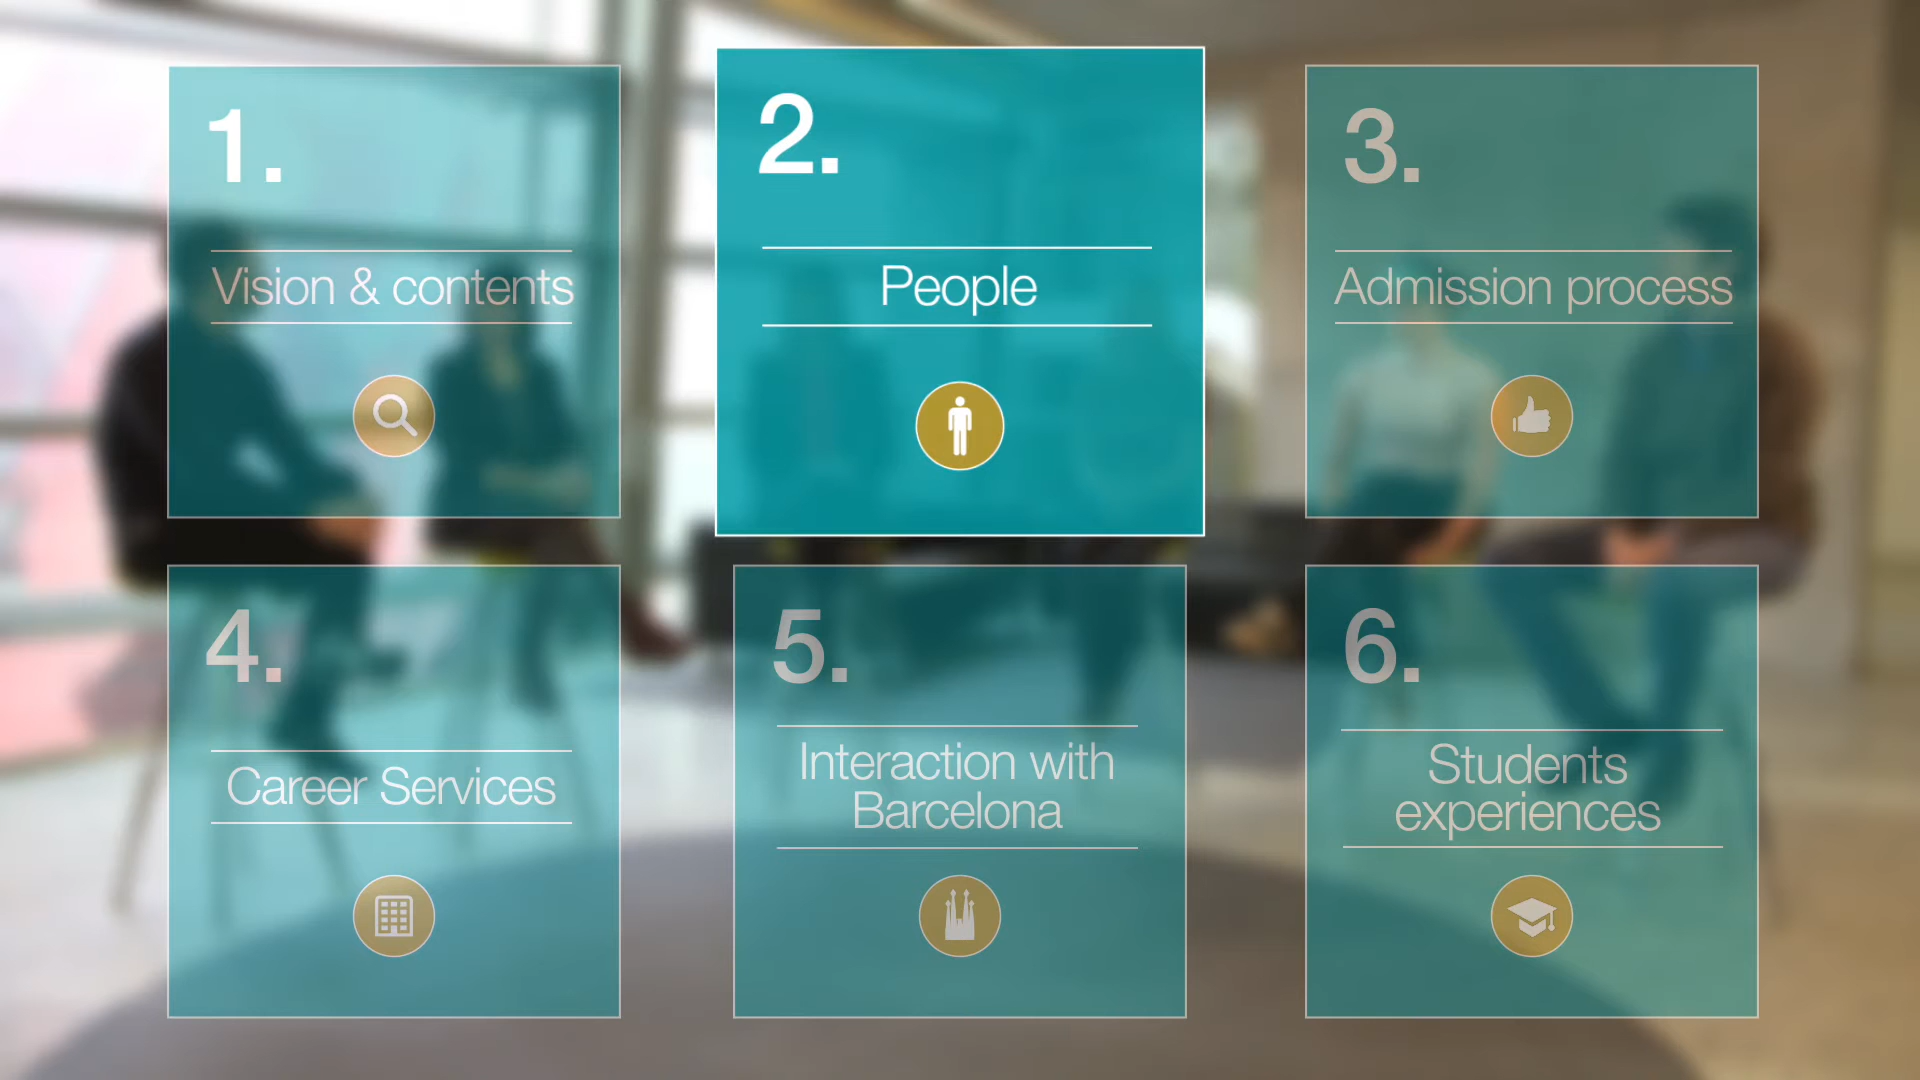 1.
Vision & contents
2.
People
3.
Admission process
4.
Career Services
5.
Interaction with
Barcelona
6.
Students
experiences